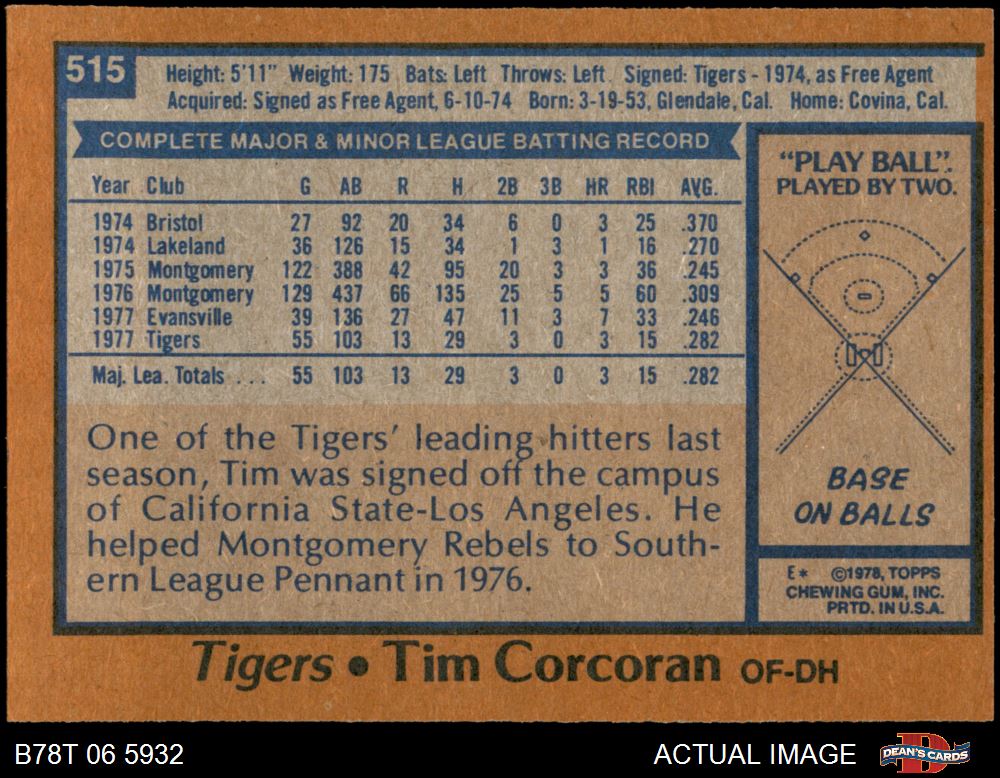 515
Height: 5'11" Weight: 175 Bats: Left Throws: Left Signed: Tigers - 1974, as Free Agent
Acquired: Signed as Free Agent, 6-10-74 Born: 3-19-53, Glendale, Cal. Home: Covina, Cal.
COMPLETE MAJOR & MINOR LEAGUE BATTING RECORD
Year Club G AB R H 2B 3B HR RBI AVG.
1974 Bristol 27 92 20 34 6 0 3 25 .370
1974 Lakeland 36 126 15 34 1 3 1 16 .270
1975 Montgomery 122 388 42 95 20 3 3 36 .245
1976 Montgomery 129 437 66 135 25 5 5 60 .309
1977 Evansville 39 136 27 47 11 3 7 33 .246
1977 Tigers 55 103 13 29 3 0 3 15 .282
Maj. Lea. Totals . . . 55 103 13 29 3 0 3 15 .282
One of the Tigers' leading hitters last
season, Tim was signed off the campus
of California State-Los Angeles. He
helped Montgomery Rebels to South-
ern League Pennant in 1976.
"PLAY BALL".
PLAYED BY TWO.
BASE
ON BALLS
E* ©1978, TOPPS
CHEWING GUM, INC.
PRTD. IN U.S.A.
Tigers • Tim Corcoran OF-DH
B78T 06 5932
ACTUAL IMAGE
DEAN'S CARDS